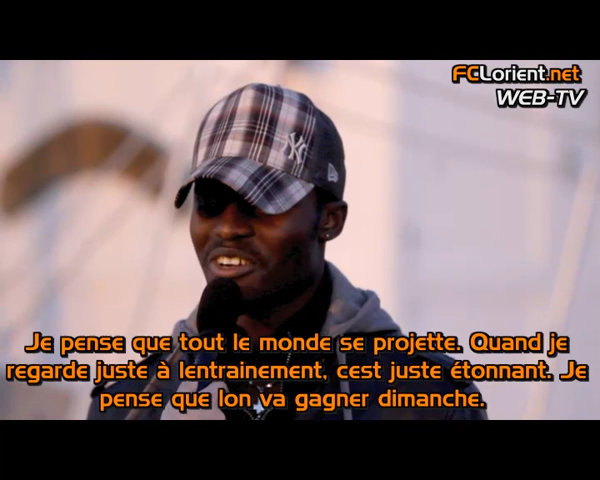 FCLorient.net
WEB-TV
NY
Je pense que tout le monde se projette. Quand je
regarde juste à lentrainement, cest juste étonnant. Je
pense que lon va gagner dimanche.